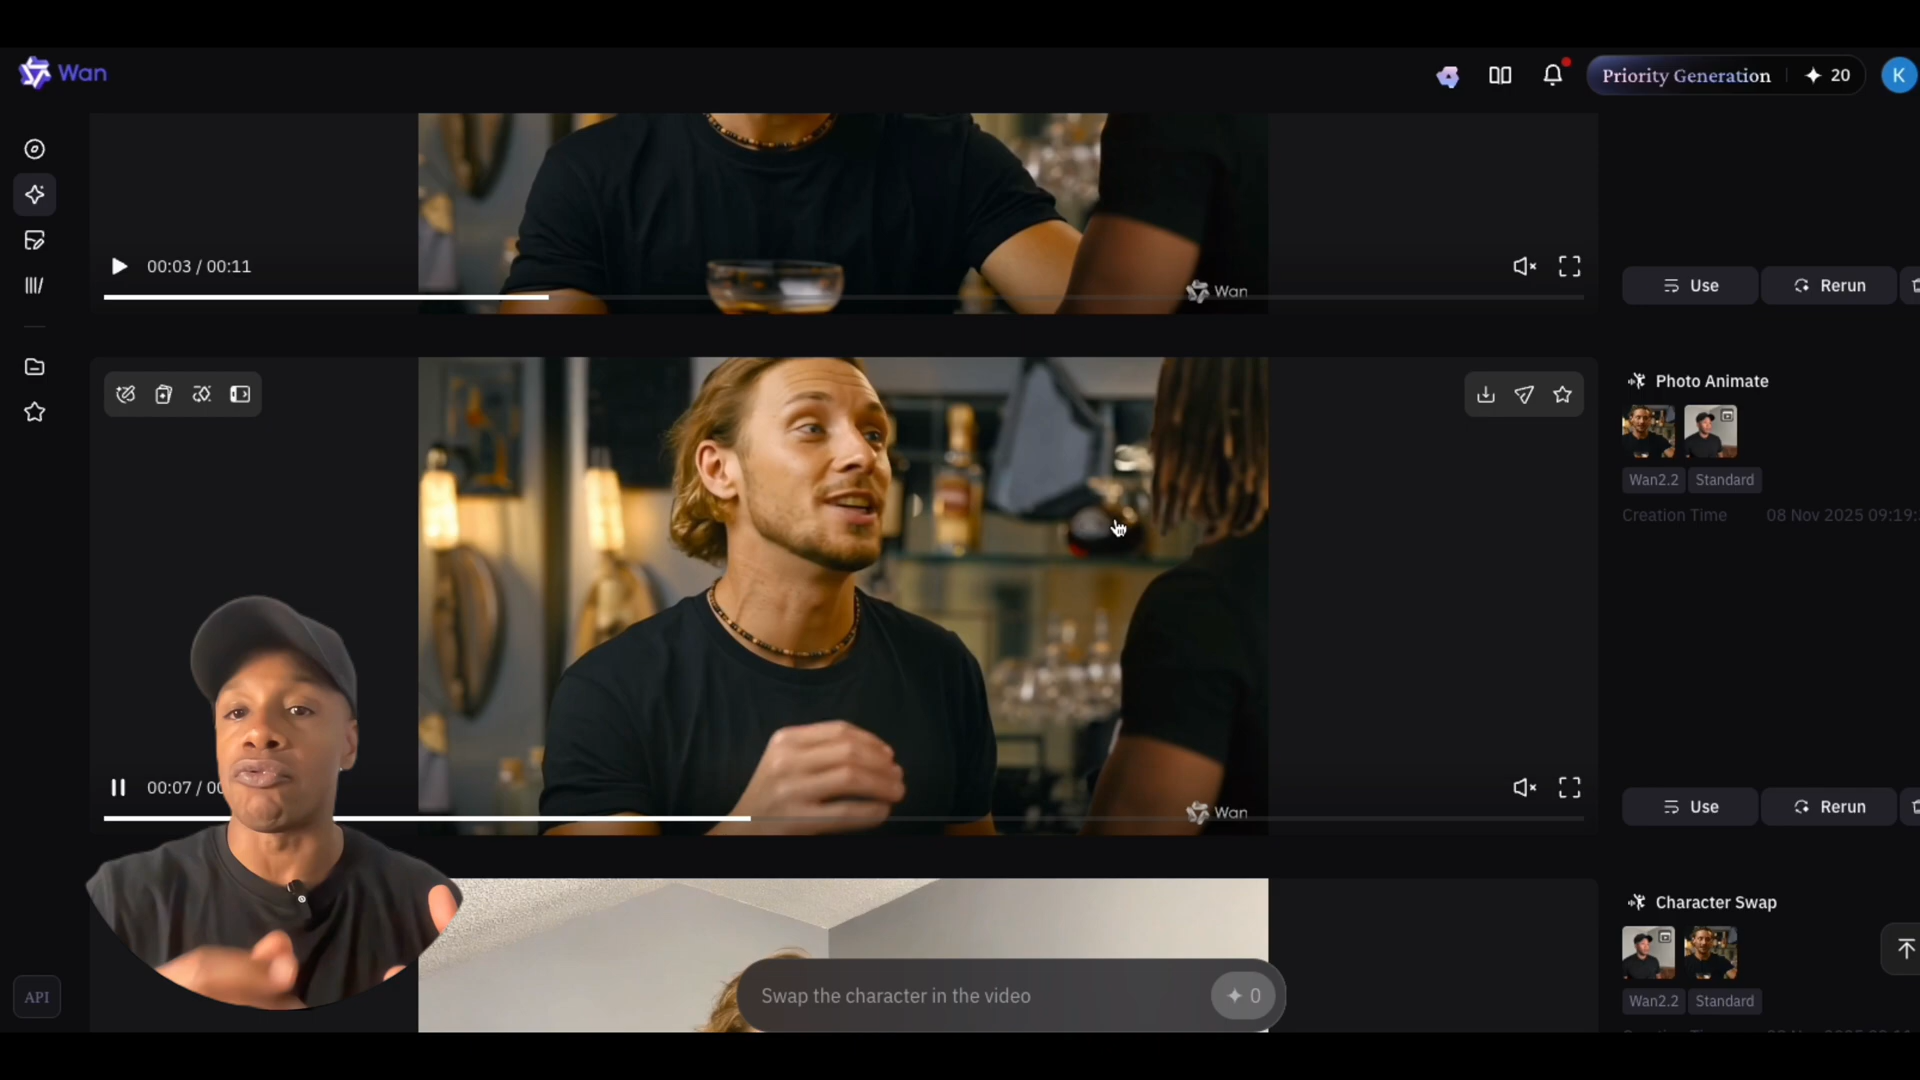 Wan
Priority Generation
20
K
00:03 / 00:11
Wan
Use
Rerun
Photo Animate
Wan2.2
Standard
Creation Time
08 Nov 2025 09:19:
00:07 /
Wan
Use
Rerun
Character Swap
Wan2.2
Standard
API
Swap the character in the video
0